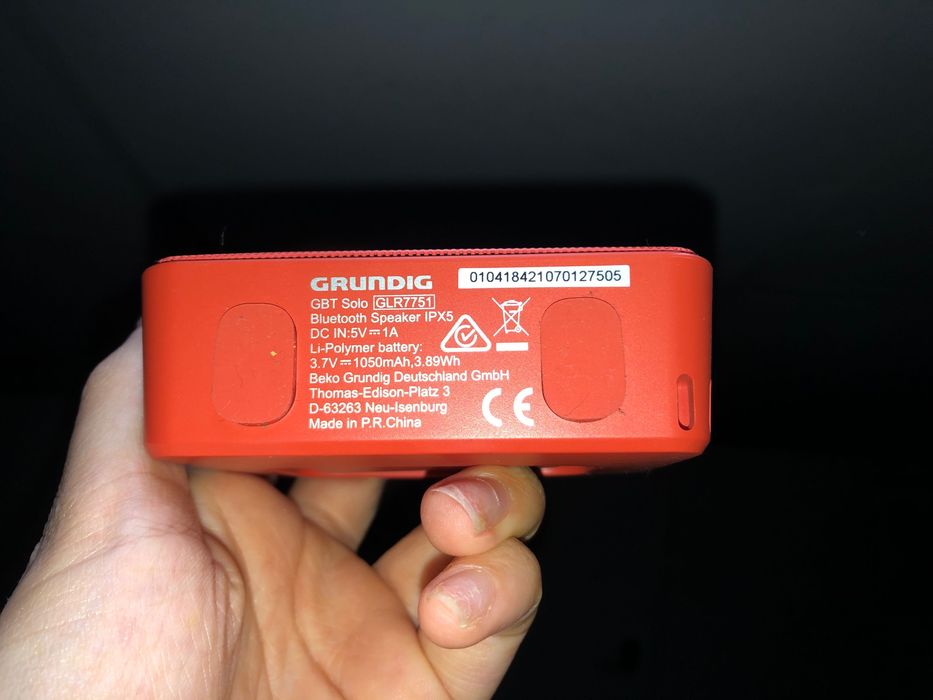 GRUNDIG
010418421070127505
GBT Solo GLR7751
Bluetooth Speaker IPX5
DC IN:5V⎓1A
Li-Polymer battery:
3.7V⎓1050mAh,3.89Wh
Beko Grundig Deutschland GmbH
Thomas-Edison-Platz 3
D-63263 Neu-Isenburg
Made in P.R.China
CE